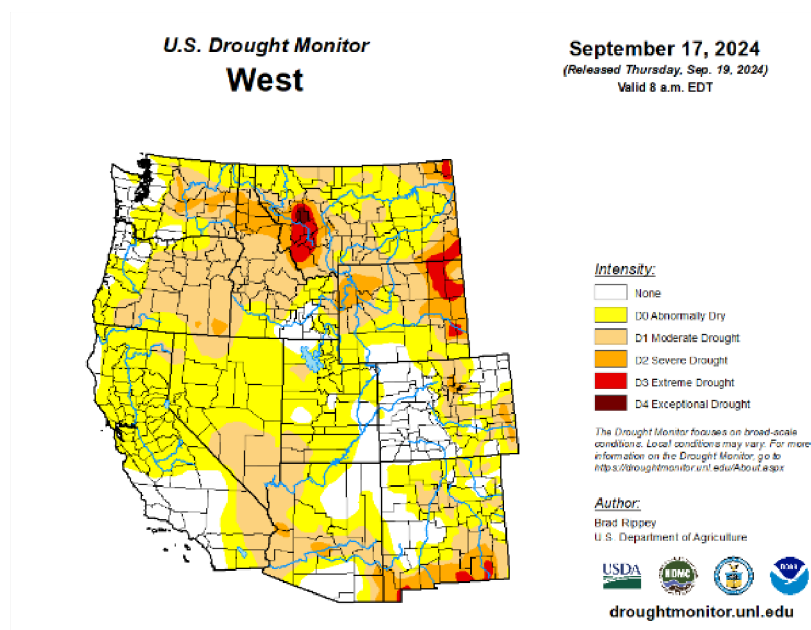 U.S. Drought Monitor
West
September 17, 2024
(Released Thursday, Sep. 19, 2024)
Valid 8 a.m. EDT
Intensity:
None
D0 Abnormally Dry
D1 Moderate Drought
D2 Severe Drought
D3 Extreme Drought
D4 Exceptional Drought
The Drought Monitor focuses on broad-scale
conditions. Local conditions may vary. For more
information on the Drought Monitor, go to
https://droughtmonitor.unl.edu/About.aspx
Author:
Brad Rippey
U.S. Department of Agriculture
USDA
NDMC
NOAA
droughtmonitor.unl.edu